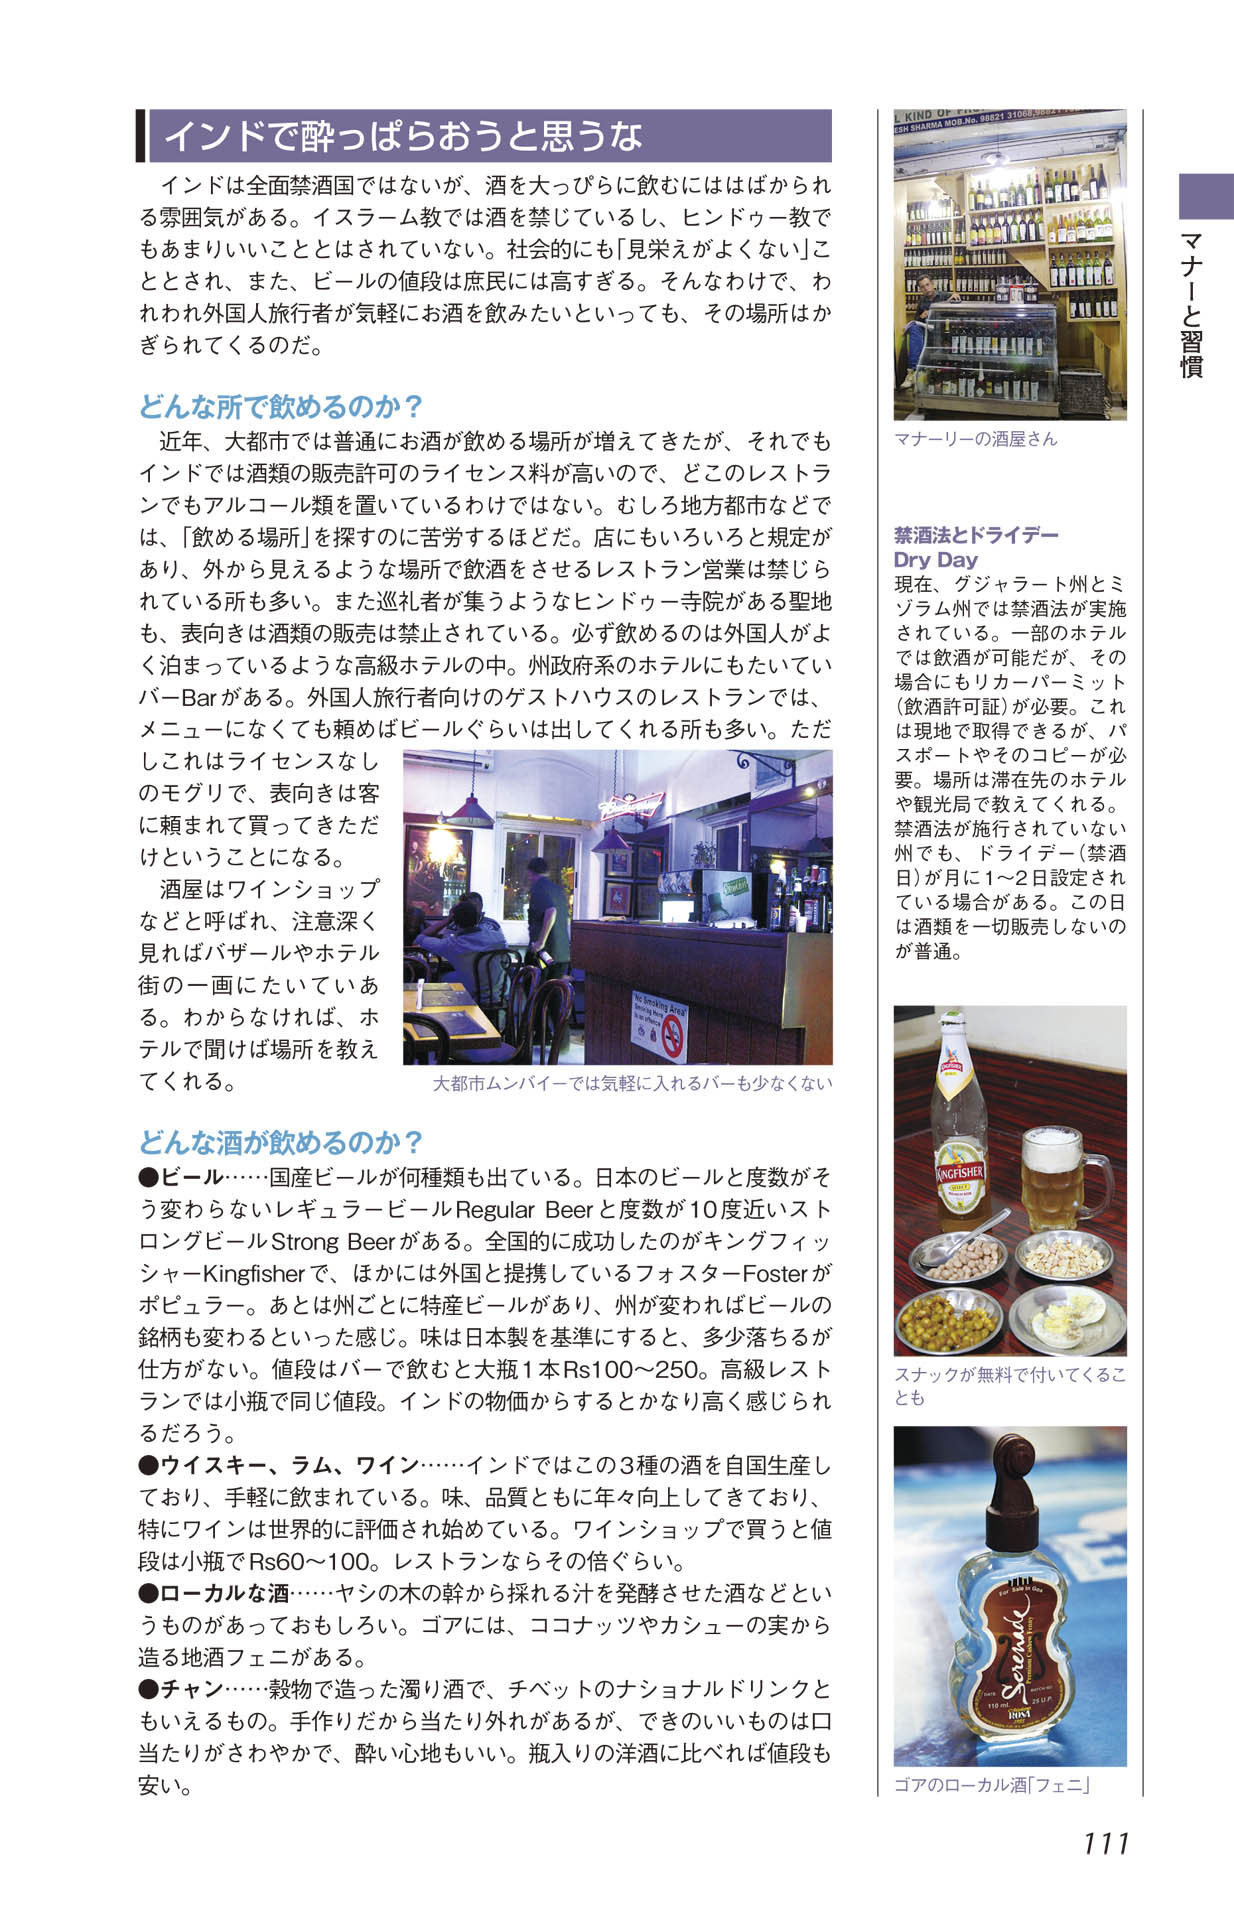 インドで酔っぱらおうと思うな
　インドは全面禁酒国ではないが、酒を大っぴらに飲むにははばかられ
る雰囲気がある。イスラーム教では酒を禁じているし、ヒンドゥー教で
もあまりいいこととはされていない。社会的にも「見栄えがよくない」こ
ととされ、また、ビールの値段は庶民には高すぎる。そんなわけで、わ
れわれ外国人旅行者が気軽にお酒を飲みたいといっても、その場所はか
ぎられてくるのだ。
どんな所で飲めるのか？
　近年、大都市では普通にお酒が飲める場所が増えてきたが、それでも
インドでは酒類の販売許可のライセンス料が高いので、どこのレストラ
ンでもアルコール類を置いているわけではない。むしろ地方都市などで
は、「飲める場所」を探すのに苦労するほどだ。店にもいろいろと規定が
あり、外から見えるような場所で飲酒をさせるレストラン営業は禁じら
れている所も多い。また巡礼者が集うようなヒンドゥー寺院がある聖地
も、表向きは酒類の販売は禁止されている。必ず飲めるのは外国人がよ
く泊まっているような高級ホテルの中。州政府系のホテルにもたいてい
バーBarがある。外国人旅行者向けのゲストハウスのレストランでは、
メニューになくても頼めばビールぐらいは出してくれる所も多い。ただ
しこれはライセンスなし
のモグリで、表向きは客
に頼まれて買ってきただ
けということになる。
　酒屋はワインショップ
などと呼ばれ、注意深く
見ればバザールやホテル
街の一画にたいていあ
る。わからなければ、ホ
テルで聞けば場所を教え
てくれる。
Budweiser
No Smoking Area
Smoking Here
is an offence
大都市ムンバイーでは気軽に入れるバーも少なくない
どんな酒が飲めるのか？
●ビール……国産ビールが何種類も出ている。日本のビールと度数がそ
う変わらないレギュラービールRegular Beerと度数が10度近いスト
ロングビールStrong Beerがある。全国的に成功したのがキングフィッ
シャーKingfisherで、ほかには外国と提携しているフォスターFosterが
ポピュラー。あとは州ごとに特産ビールがあり、州が変わればビールの
銘柄も変わるといった感じ。味は日本製を基準にすると、多少落ちるが
仕方がない。値段はバーで飲むと大瓶1本Rs100〜250。高級レスト
ランでは小瓶で同じ値段。インドの物価からするとかなり高く感じられ
るだろう。
●ウイスキー、ラム、ワイン……インドではこの3種の酒を自国生産し
ており、手軽に飲まれている。味、品質ともに年々向上してきており、
特にワインは世界的に評価され始めている。ワインショップで買うと値
段は小瓶でRs60〜100。レストランならその倍ぐらい。
●ローカルな酒……ヤシの木の幹から採れる汁を発酵させた酒などとい
うものがあっておもしろい。ゴアには、ココナッツやカシューの実から
造る地酒フェニがある。
●チャン……穀物で造った濁り酒で、チベットのナショナルドリンクと
もいえるもの。手作りだから当たり外れがあるが、できのいいものは口
当たりがさわやかで、酔い心地もいい。瓶入りの洋酒に比べれば値段も
安い。
L KIND OF
ESH SHARMA MOB.No. 98821 31068,
マナーリーの酒屋さん
禁酒法とドライデー
Dry Day
現在、グジャラート州とミ
ゾラム州では禁酒法が実施
されている。一部のホテル
では飲酒が可能だが、その
場合にもリカーパーミット
（飲酒許可証）が必要。これ
は現地で取得できるが、パ
スポートやそのコピーが必
要。場所は滞在先のホテル
や観光局で教えてくれる。
禁酒法が施行されていない
州でも、ドライデー（禁酒
日）が月に1〜2日設定され
ている場合がある。この日
は酒類を一切販売しないの
が普通。
KINGFISHER
スナックが無料で付いてくるこ
とも
For Sale in Goa
Serenade
Premium Cashew Feny
110 ml.
25 U.P.
ROSA
ゴアのローカル酒「フェニ」
マナーと習慣
111